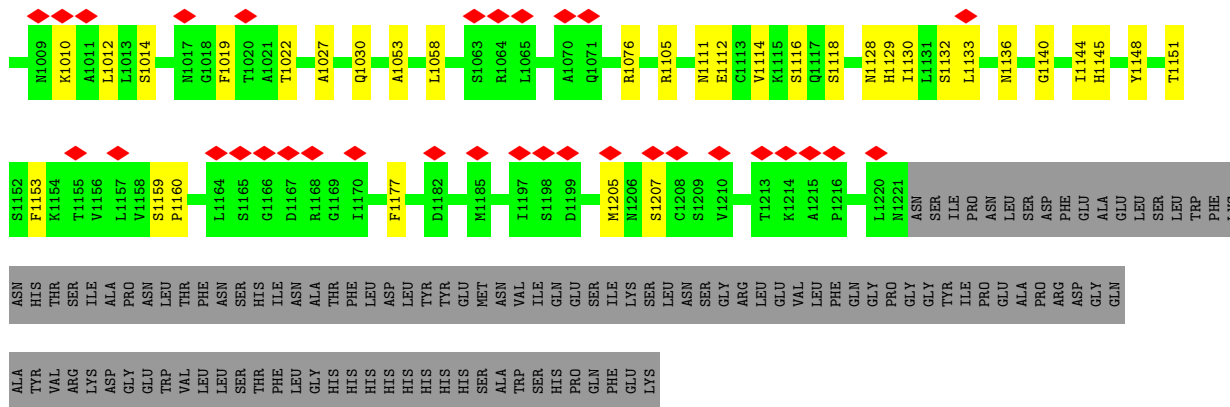 N1009 K1010 A1011 L1012 L1013 S1014 N1017 G1018 F1019 T1020 A1021 T1022 A1027 Q1030 A1053 L1058 S1063 R1064 L1065 A1070 Q1071 R1076 R1105 N1111 E1112 C1113 V1114 K1115 S1116 Q1117 S1118 N1128 H1129 I1130 L1131 S1132 L1133 N1136 G1140 I1144 H1145 Y1148 T1151
S1152 F1153 K1154 T1155 V1156 L1157 V1158 S1159 P1160 L1164 S1165 G1166 D1167 R1168 G1169 I1170 F1177 D1182 M1185 I1197 S1198 D1199 M1205 N1206 S1207 C1208 S1209 V1210 T1213 K1214 A1215 P1216 L1220 N1221 ASN SER ILE PRO ASN LEU SER ASP PHE GLU ALA GLU LEU SER LEU TRP PHE
ASN HIS THR SER ILE ALA PRO ASN LEU THR PHE ASN SER HIS ILE ASN ALA THR PHE LEU ASP LEU TYR TYR GLU MET ASN VAL ILE GLN GLU SER ILE LYS SER LEU ASN SER GLY ARG LEU GLU VAL LEU PHE GLN GLY PRO GLY GLY TYR ILE PRO GLU ALA PRO ARG ASP GLY GLN
ALA TYR VAL ARG LYS ASP GLY GLU TRP VAL LEU LEU SER THR PHE LEU GLY HIS HIS HIS HIS HIS HIS HIS HIS SER ALA TRP SER HIS PRO GLN PHE GLU LYS